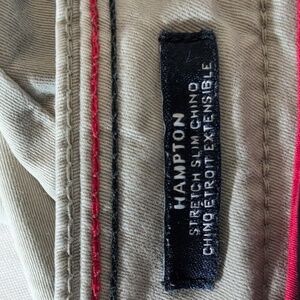 HAMPTON
STRETCH SLIM CHINO
CHINO ÉTROIT EXTENSIBLE